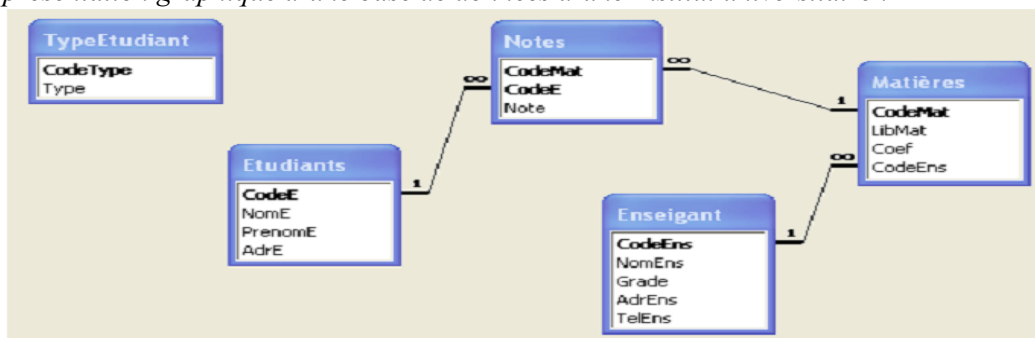 TypeEtudiant
CodeType
Type
Notes
CodeMat
CodeE
Note
Matières
CodeMat
LibMat
Coef
CodeEns
Etudiants
CodeE
NomE
PrenomE
AdrE
Enseigant
CodeEns
NomEns
Grade
AdrEns
TelEns
∞
1
∞
1
∞
1